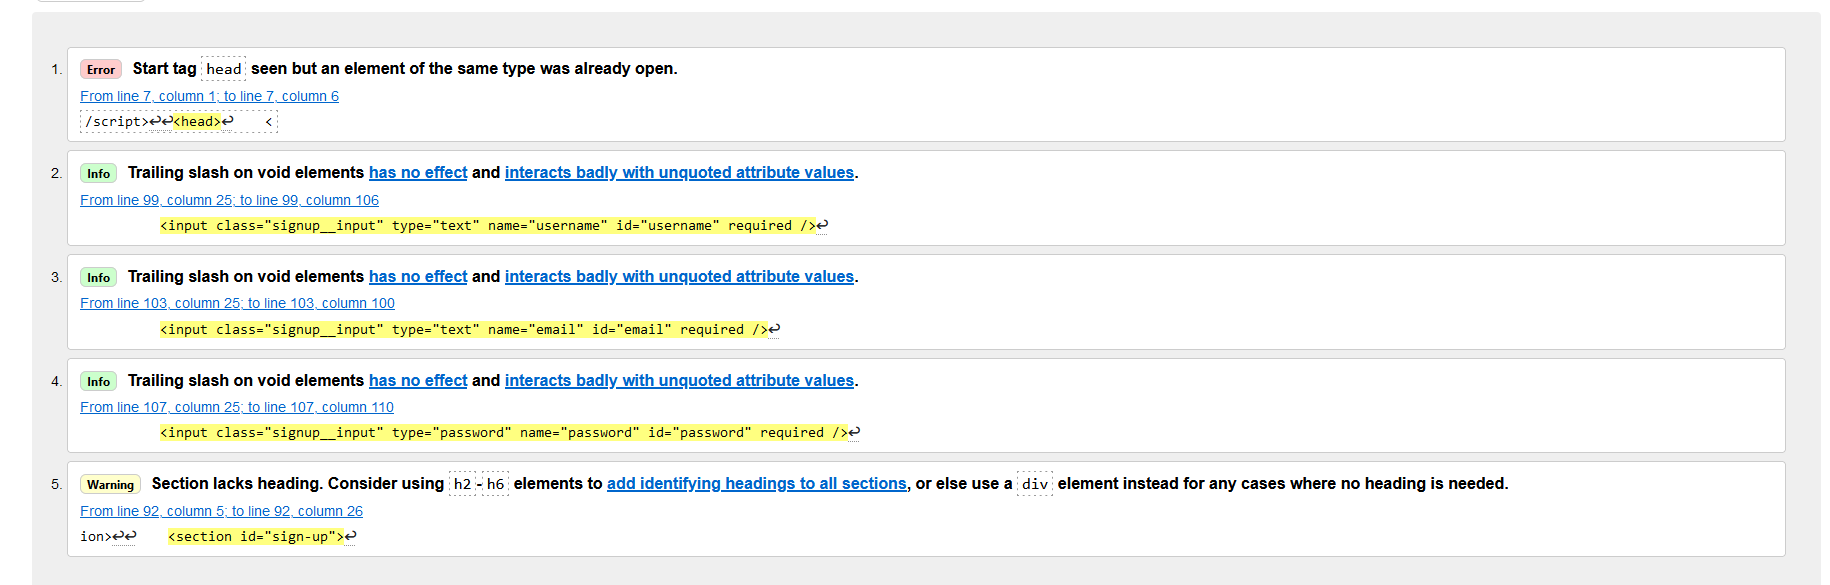 1. Error Start tag head seen but an element of the same type was already open.
From line 7, column 1; to line 7, column 6
/script>↩↩<head>↩    <
2. Info Trailing slash on void elements has no effect and interacts badly with unquoted attribute values.
From line 99, column 25; to line 99, column 106
<input class="signup__input" type="text" name="username" id="username" required />↩
3. Info Trailing slash on void elements has no effect and interacts badly with unquoted attribute values.
From line 103, column 25; to line 103, column 100
<input class="signup__input" type="text" name="email" id="email" required />↩
4. Info Trailing slash on void elements has no effect and interacts badly with unquoted attribute values.
From line 107, column 25; to line 107, column 110
<input class="signup__input" type="password" name="password" id="password" required />↩
5. Warning Section lacks heading. Consider using h2-h6 elements to add identifying headings to all sections, or else use a div element instead for any cases where no heading is needed.
From line 92, column 5; to line 92, column 26
ion>↩↩    <section id="sign-up">↩